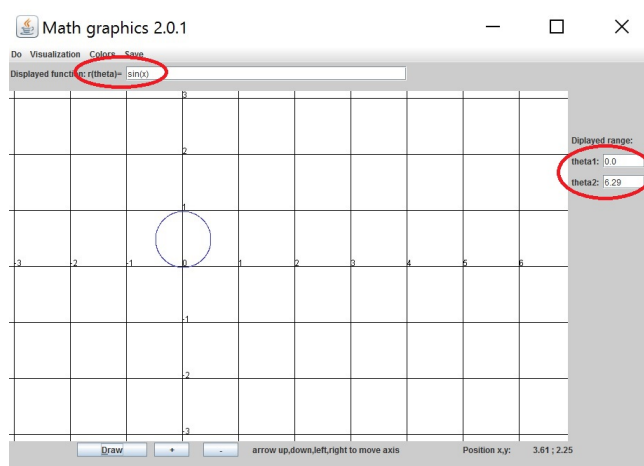 Math graphics 2.0.1
Do Visualization Colors Save
Displayed function: r(theta)= sin(x)
3
Diplayed range:
2
theta1: 0.0
theta2: 6.29
1
-3 -2 -1 0 1 2 3 4 5 6
-1
-2
-3
Draw + - arrow up,down,left,right to move axis Position x,y: 3.61 ; 2.25